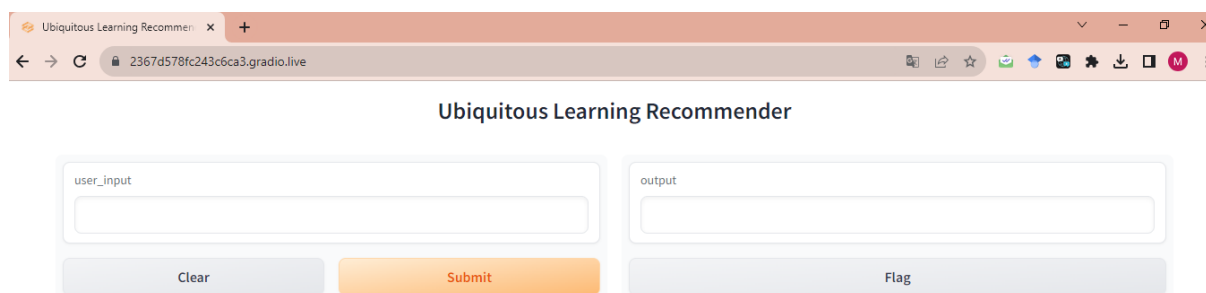 Ubiquitous Learning Recommen
2367d578fc243c6ca3.gradio.live
M
Ubiquitous Learning Recommender
user_input
output
Clear
Submit
Flag